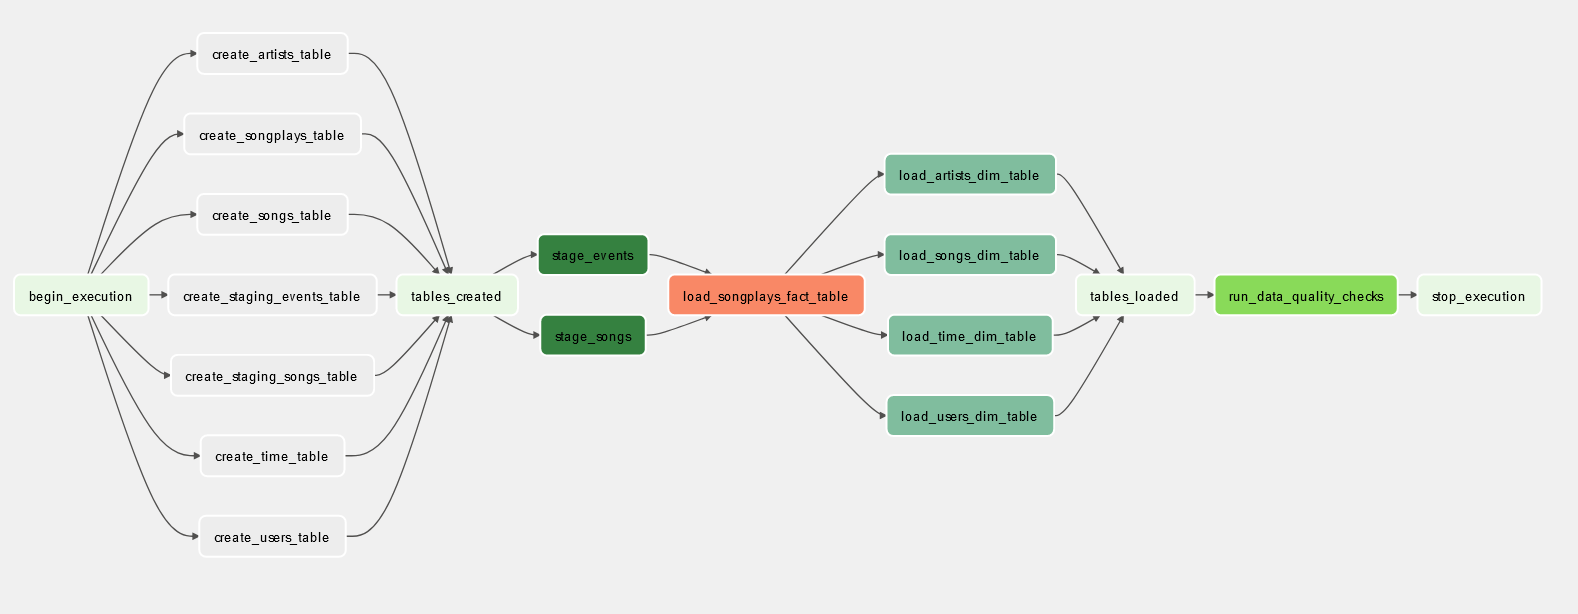 create_artists_table
create_songplays_table
create_songs_table
begin_execution
create_staging_events_table
create_staging_songs_table
create_time_table
create_users_table
tables_created
stage_events
stage_songs
load_songplays_fact_table
load_artists_dim_table
load_songs_dim_table
load_time_dim_table
load_users_dim_table
tables_loaded
run_data_quality_checks
stop_execution